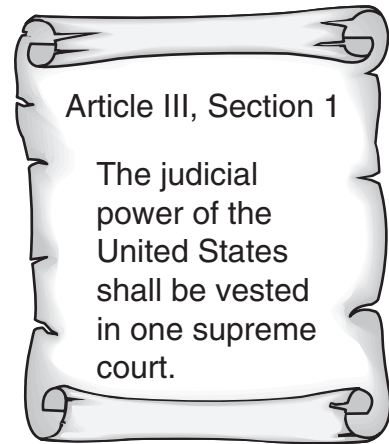 Article III, Section 1
The judicial
power of the
United States
shall be vested
in one supreme
court.